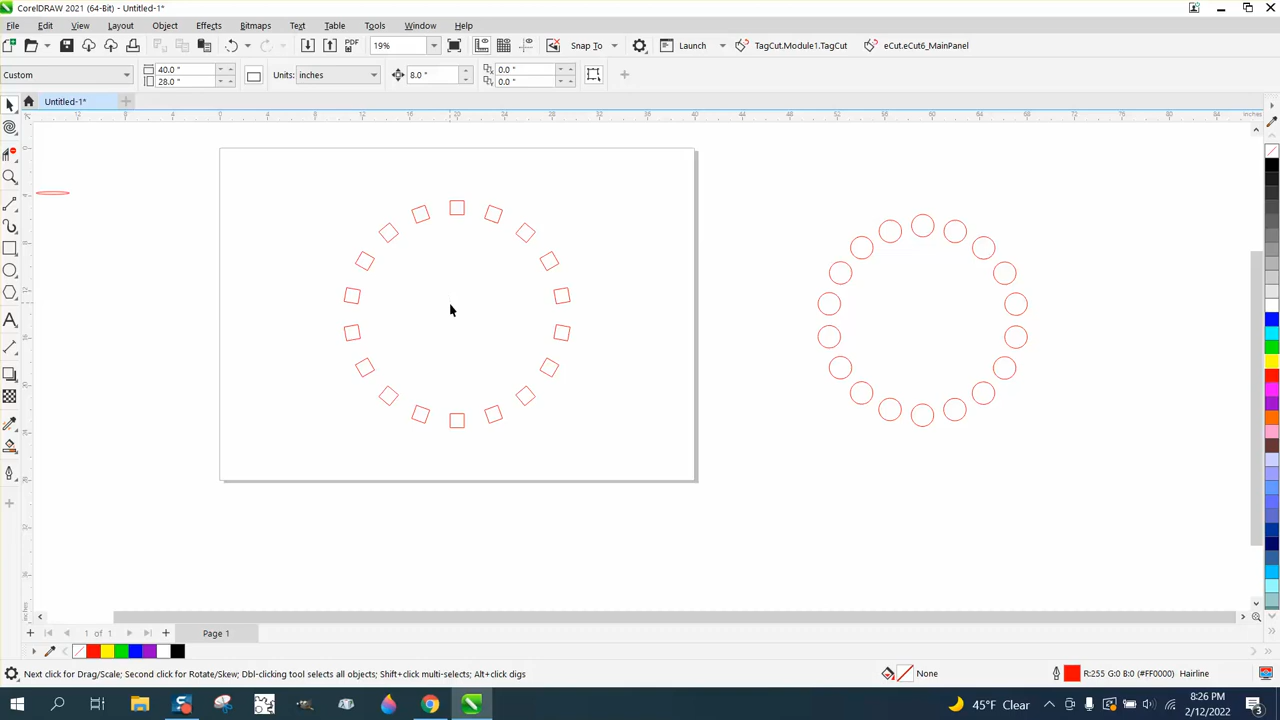 CorelDRAW 2021 (64-Bit) - Untitled-1*
File Edit View Layout Object Effects Bitmaps Text Table Tools Window Help
PDF 19% Snap To Launch TagCut.Module1.TagCut
Custom 40.0 " 28.0 " Units: inches 8.0 " 0.0 " 0.0 "
Untitled-1*
1 of 1 Page 1
Next click for Drag/Scale; Second click for Rotate/Skew; Dbl-clicking tool selects all objects; Shift+click multi-selects; Alt+click digs None R:255 G:0 B:0 (#FF0000) Hairline
45°F Clear 8:26 PM
2/12/2022 3